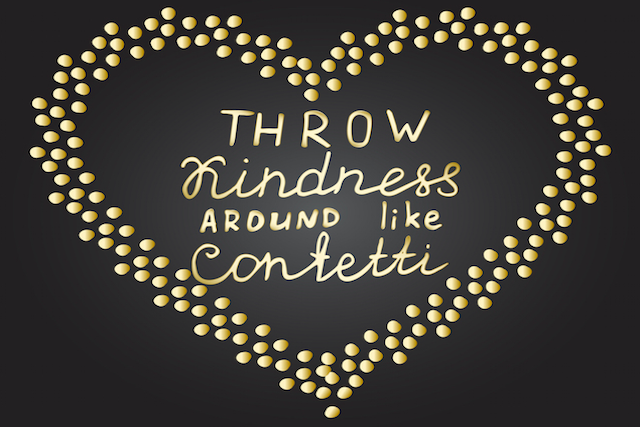 THROW
Kindness
AROUND like
Confetti